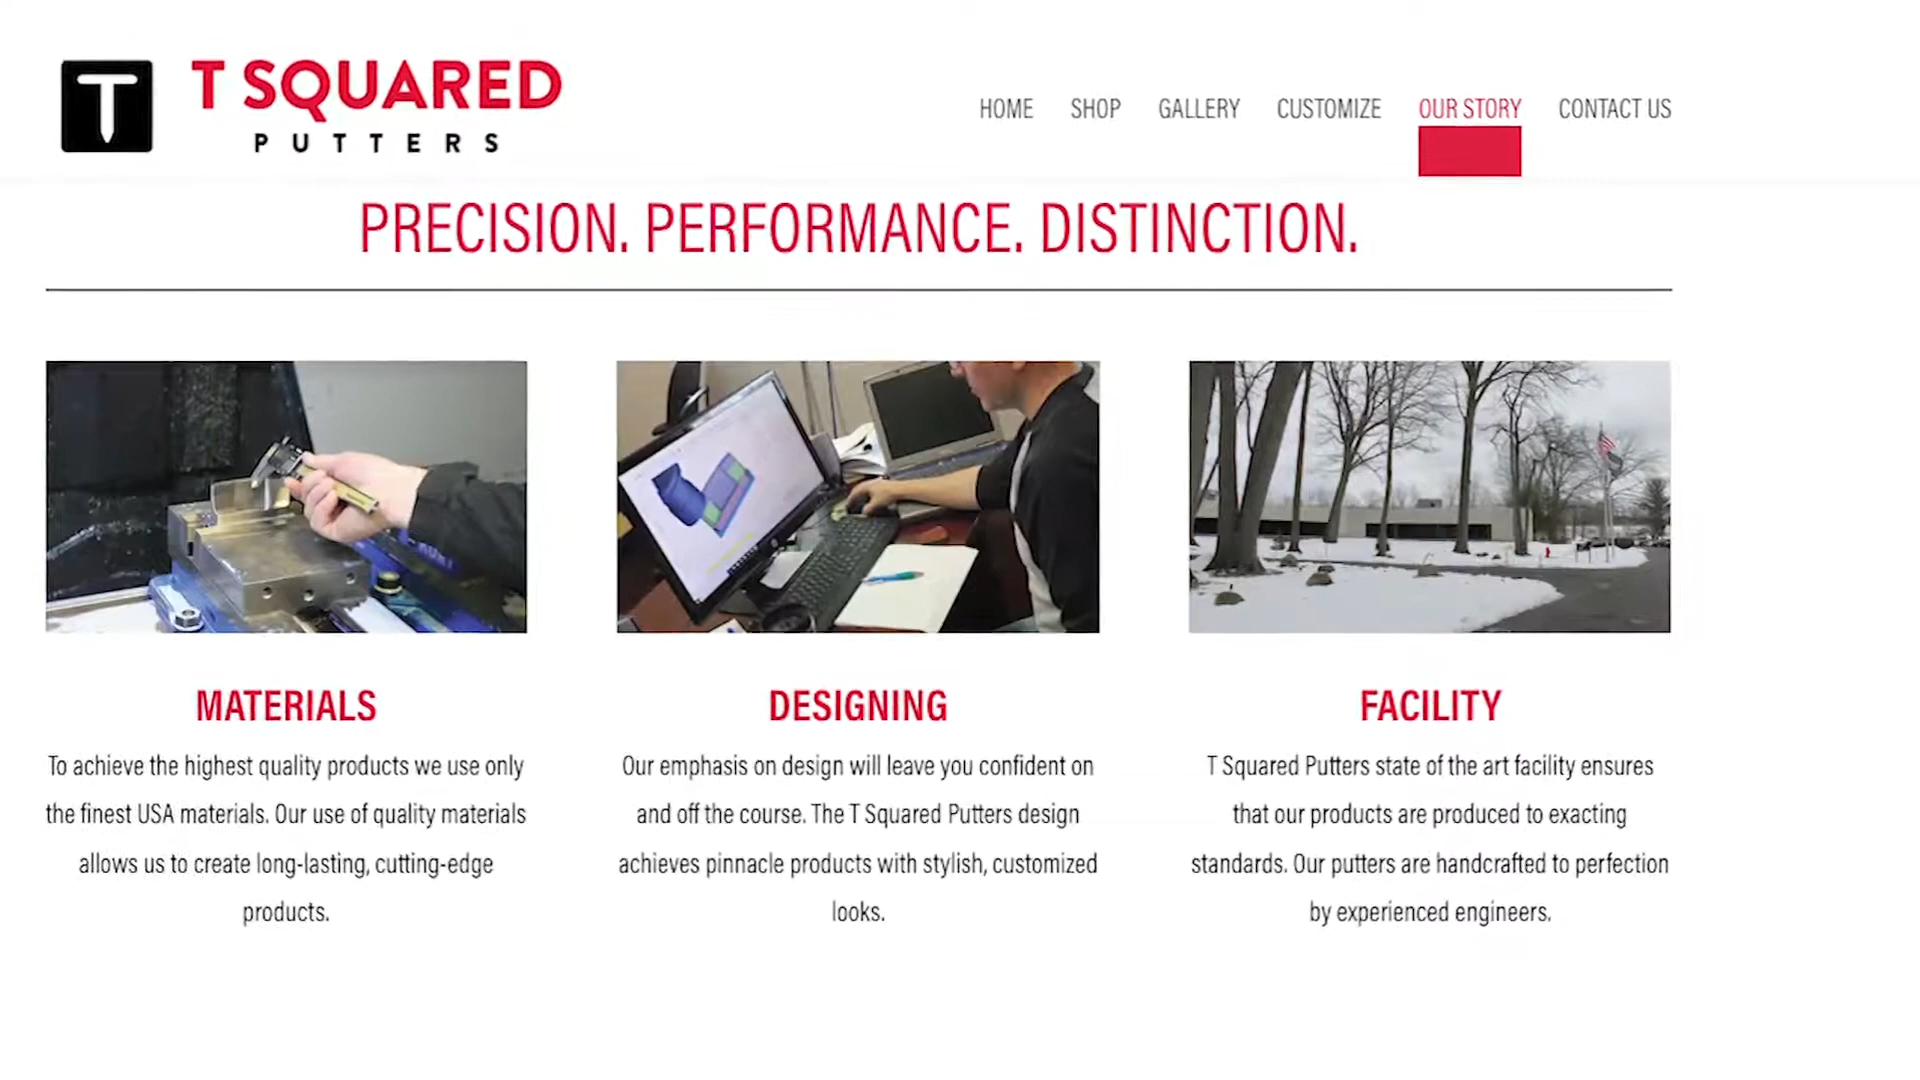 T
T SQUARED
PUTTERS
HOME SHOP GALLERY CUSTOMIZE OUR STORY CONTACT US
PRECISION. PERFORMANCE. DISTINCTION.
MATERIALS
To achieve the highest quality products we use only
the finest USA materials. Our use of quality materials
allows us to create long-lasting, cutting-edge
products.
DESIGNING
Our emphasis on design will leave you confident on
and off the course. The T Squared Putters design
achieves pinnacle products with stylish, customized
looks.
FACILITY
T Squared Putters state of the art facility ensures
that our products are produced to exacting
standards. Our putters are handcrafted to perfection
by experienced engineers.